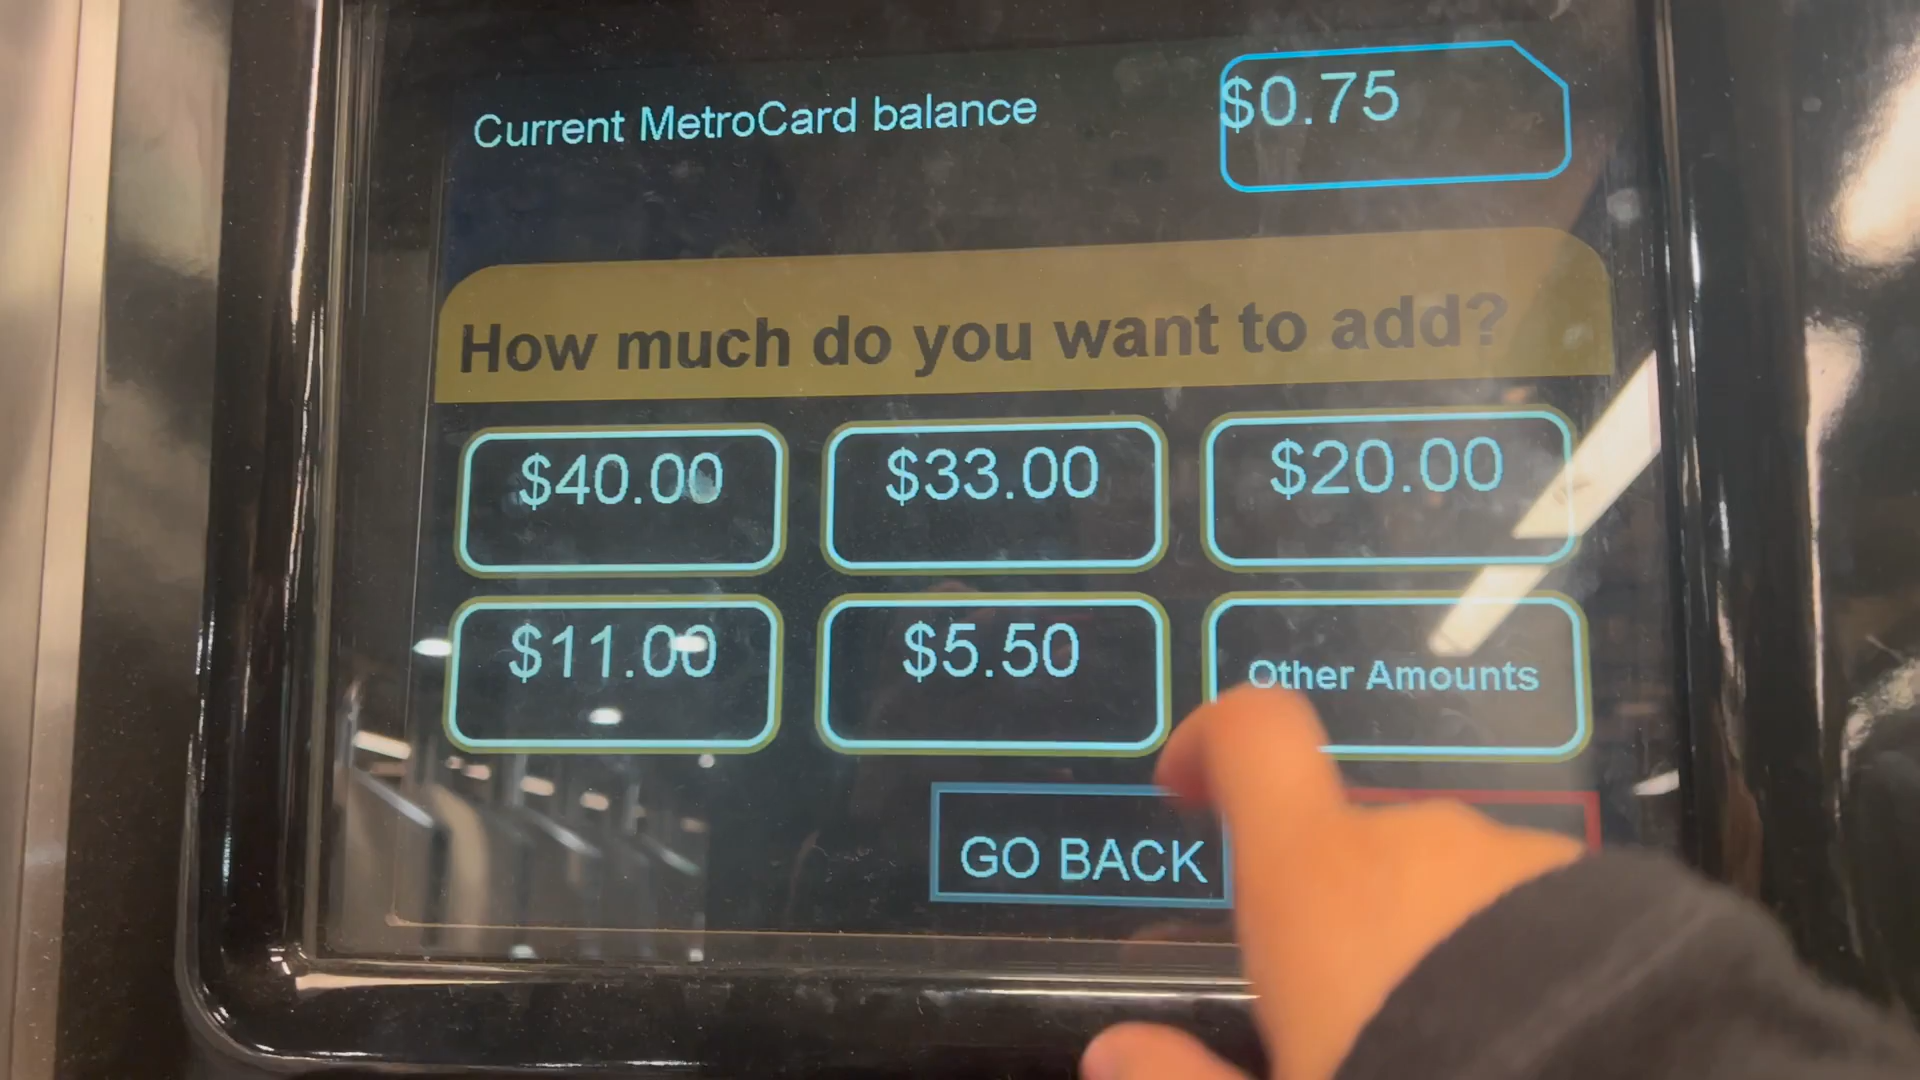 Current MetroCard balance
$0.75
How much do you want to add?
$40.00
$33.00
$20.00
$11.00
$5.50
Other Amounts
GO BACK